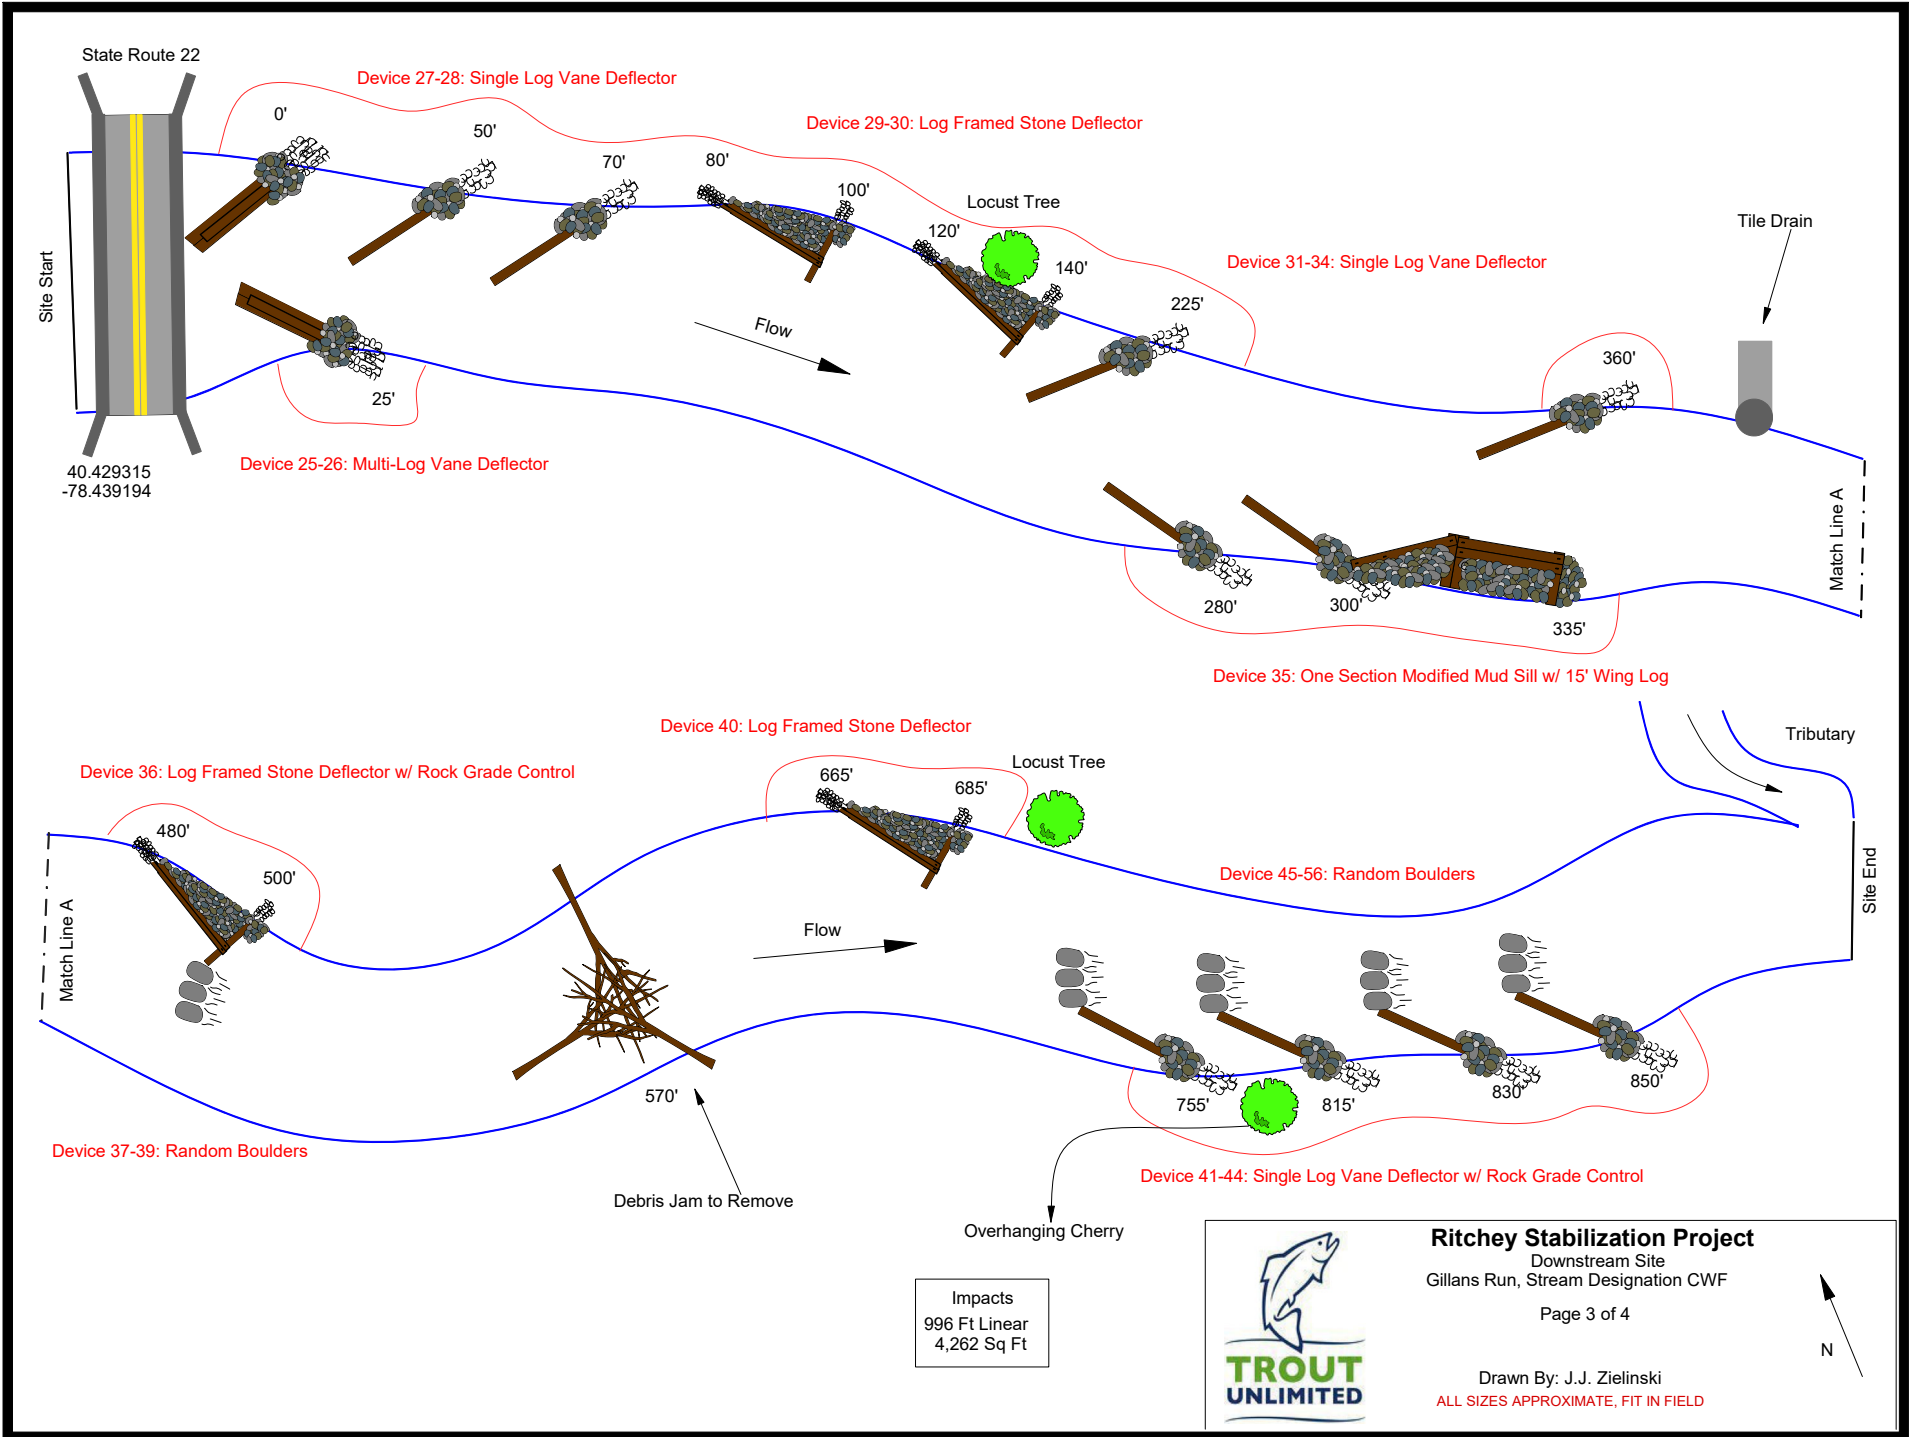 State Route 22
Device 27-28: Single Log Vane Deflector
0'
50'
70'
80'
100'
Device 29-30: Log Framed Stone Deflector
Locust Tree
120'
140'
225'
Device 31-34: Single Log Vane Deflector
Tile Drain
360'
Site Start
Flow
25'
Device 25-26: Multi-Log Vane Deflector
40.429315
-78.439194
280'
300'
335'
Match Line A
Device 35: One Section Modified Mud Sill w/ 15' Wing Log
Tributary
Device 40: Log Framed Stone Deflector
Device 36: Log Framed Stone Deflector w/ Rock Grade Control
665'
685'
Locust Tree
480'
500'
Match Line A
Flow
Device 45-56: Random Boulders
Site End
570'
755'
815'
830'
850'
Device 37-39: Random Boulders
Debris Jam to Remove
Device 41-44: Single Log Vane Deflector w/ Rock Grade Control
Overhanging Cherry
Impacts
996 Ft Linear
4,262 Sq Ft
TROUT
UNLIMITED
Ritchey Stabilization Project
Downstream Site
Gillans Run, Stream Designation CWF
Page 3 of 4
N
Drawn By: J.J. Zielinski
ALL SIZES APPROXIMATE, FIT IN FIELD